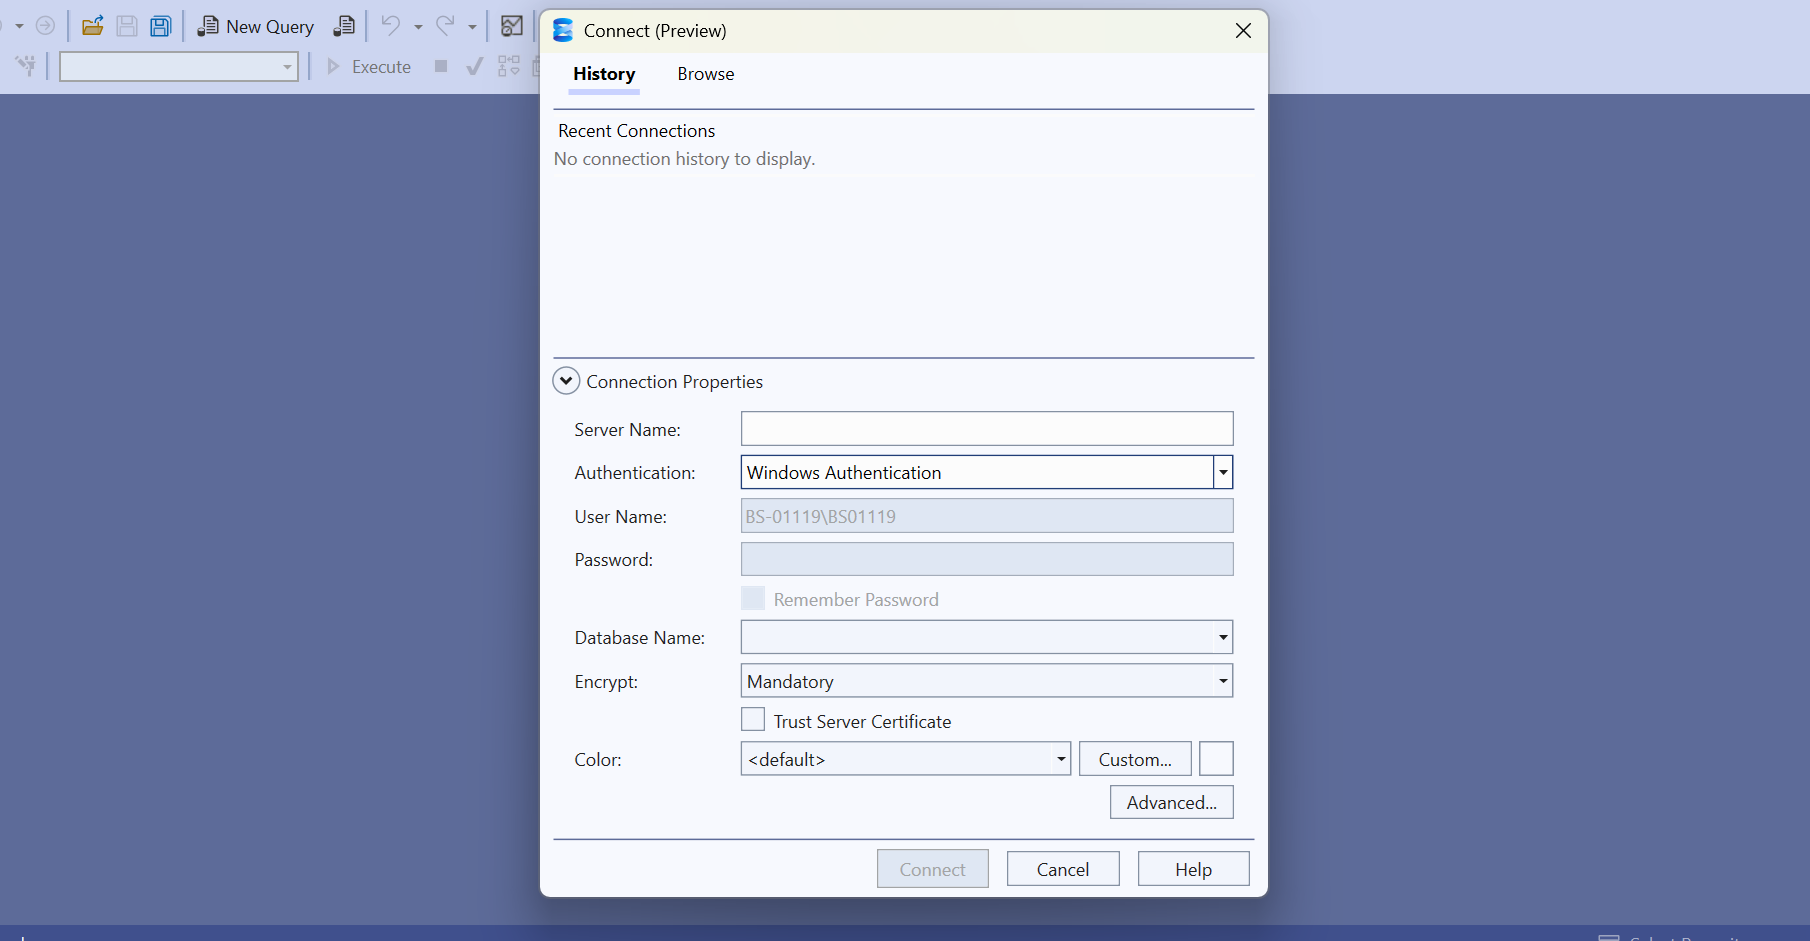 New Query
Execute
Connect (Preview)
History Browse
Recent Connections
No connection history to display.
Connection Properties
Server Name:
Authentication: Windows Authentication
User Name: BS-01119\BS01119
Password:
Remember Password
Database Name:
Encrypt: Mandatory
Trust Server Certificate
Color: <default> Custom...
Advanced...
Connect Cancel Help